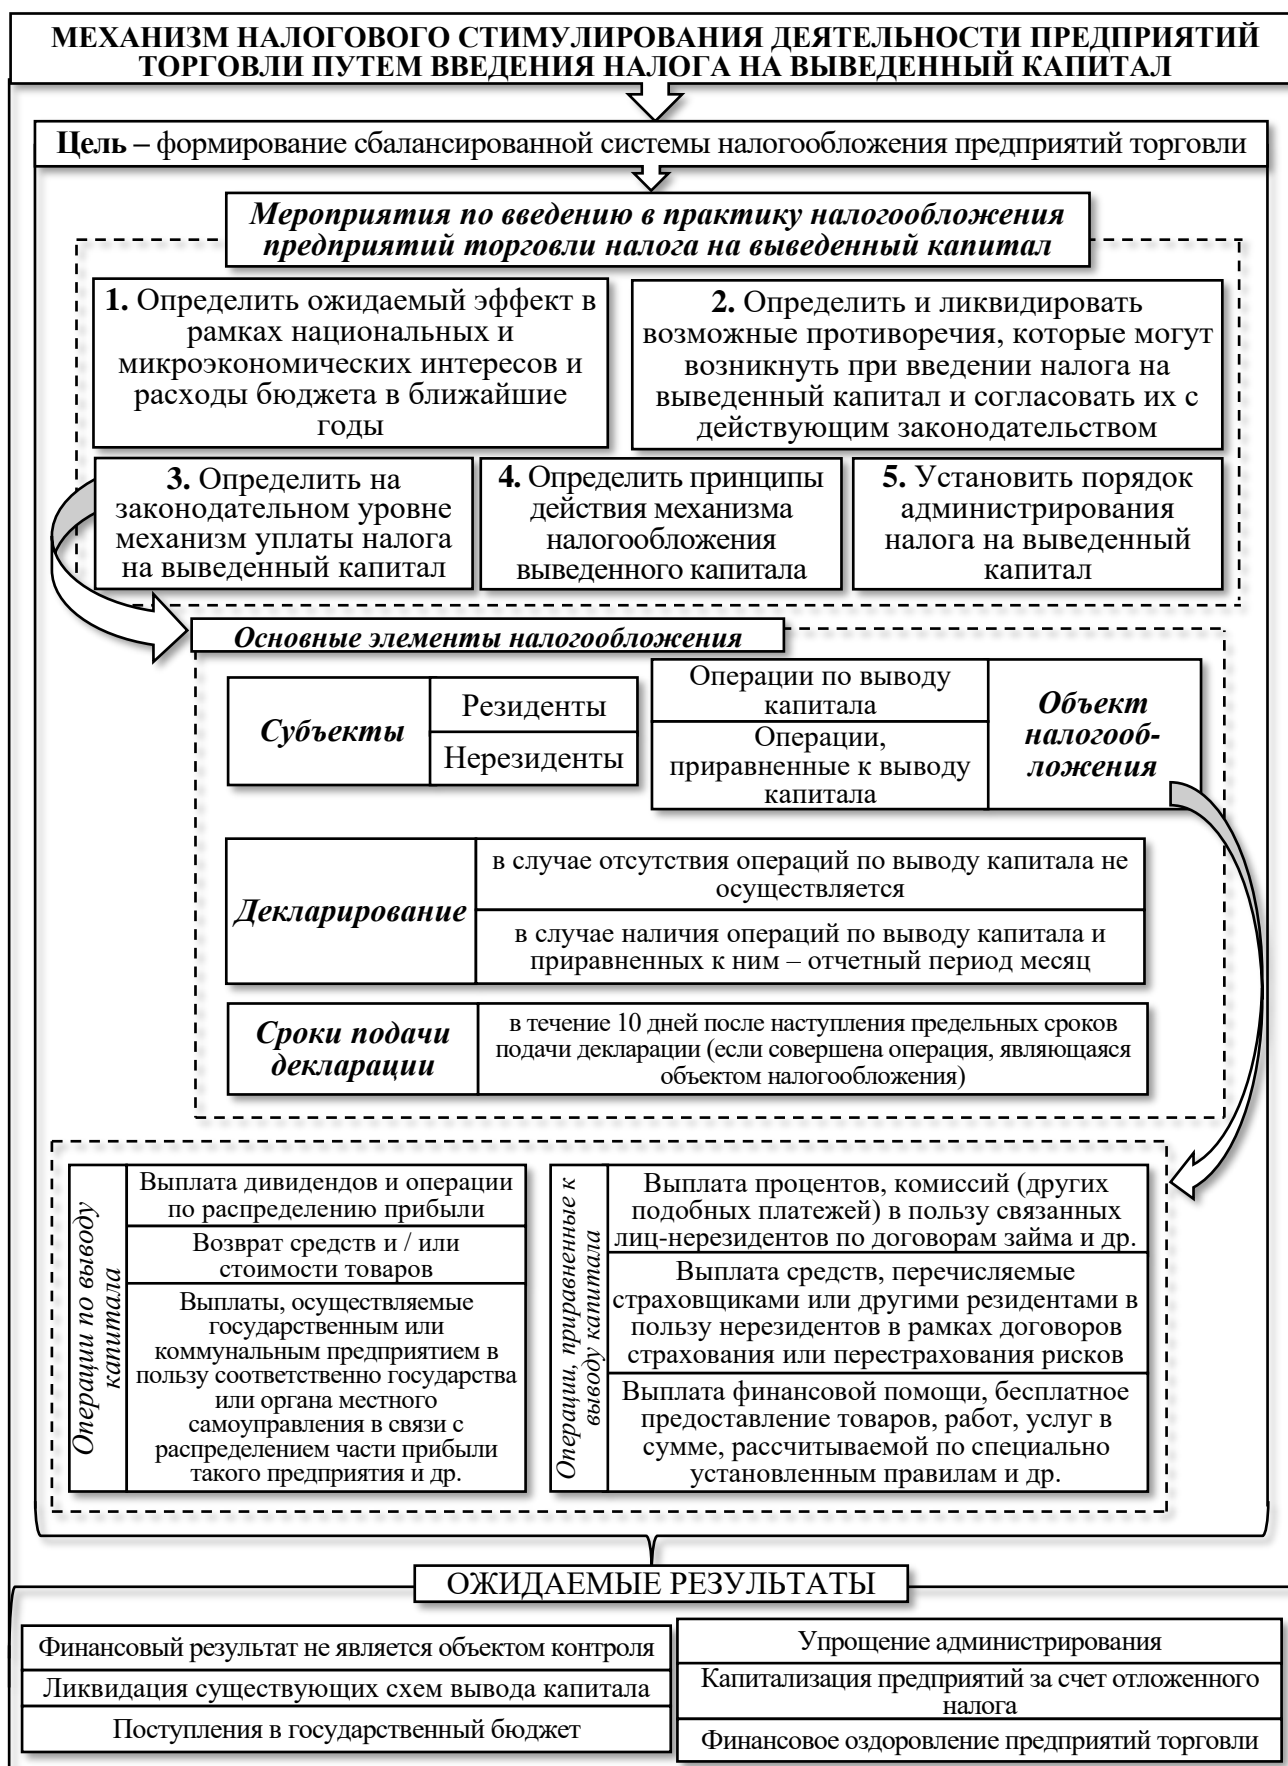 МЕХАНИЗМ НАЛОГОВОГО СТИМУЛИРОВАНИЯ ДЕЯТЕЛЬНОСТИ ПРЕДПРИЯТИЙ
ТОРГОВЛИ ПУТЕМ ВВЕДЕНИЯ НАЛОГА НА ВЫВЕДЕННЫЙ КАПИТАЛ
Цель – формирование сбалансированной системы налогообложения предприятий торговли
Мероприятия по введению в практику налогообложения
предприятий торговли налога на выведенный капитал
1. Определить ожидаемый эффект в
рамках национальных и
микроэкономических интересов и
расходы бюджета в ближайшие
годы
2. Определить и ликвидировать
возможные противоречия, которые могут
возникнуть при введении налога на
выведенный капитал и согласовать их с
действующим законодательством
3. Определить на
законодательном уровне
механизм уплаты налога
на выведенный капитал
4. Определить принципы
действия механизма
налогообложения
выведенного капитала
5. Установить порядок
администрирования
налога на выведенный
капитал
Основные элементы налогообложения
Субъекты
Резиденты
Нерезиденты
Операции по выводу
капитала
Операции,
приравненные к выводу
капитала
Объект
налогооб-
ложения
Декларирование
в случае отсутствия операций по выводу капитала не
осуществляется
в случае наличия операций по выводу капитала и
приравненных к ним – отчетный период месяц
Сроки подачи
декларации
в течение 10 дней после наступления предельных сроков
подачи декларации (если совершена операция, являющаяся
объектом налогообложения)
Операции по выводу
капитала
Выплата дивидендов и операции
по распределению прибыли
Возврат средств и / или
стоимости товаров
Выплаты, осуществляемые
государственным или
коммунальным предприятием в
пользу соответственно государства
или органа местного
самоуправления в связи с
распределением части прибыли
такого предприятия и др.
Операции, приравненные к
выводу капитала
Выплата процентов, комиссий (других
подобных платежей) в пользу связанных
лиц-нерезидентов по договорам займа и др.
Выплата средств, перечисляемые
страховщиками или другими резидентами в
пользу нерезидентов в рамках договоров
страхования или перестрахования рисков
Выплата финансовой помощи, бесплатное
предоставление товаров, работ, услуг в
сумме, рассчитываемой по специально
установленным правилам и др.
ОЖИДАЕМЫЕ РЕЗУЛЬТАТЫ
Финансовый результат не является объектом контроля
Ликвидация существующих схем вывода капитала
Поступления в государственный бюджет
Упрощение администрирования
Капитализация предприятий за счет отложенного
налога
Финансовое оздоровление предприятий торговли